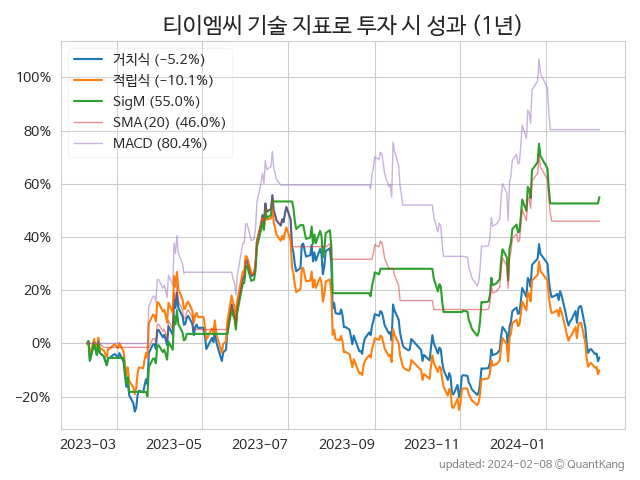 티이엠씨 기술 지표로 투자 시 성과 (1년)
거치식 (−5.2%)
적립식 (−10.1%)
SigM (55.0%)
SMA(20) (46.0%)
MACD (80.4%)
100%
80%
60%
40%
20%
0%
−20%
2023-03 2023-05 2023-07 2023-09 2023-11 2024-01
updated: 2024-02-08 © QuantKang